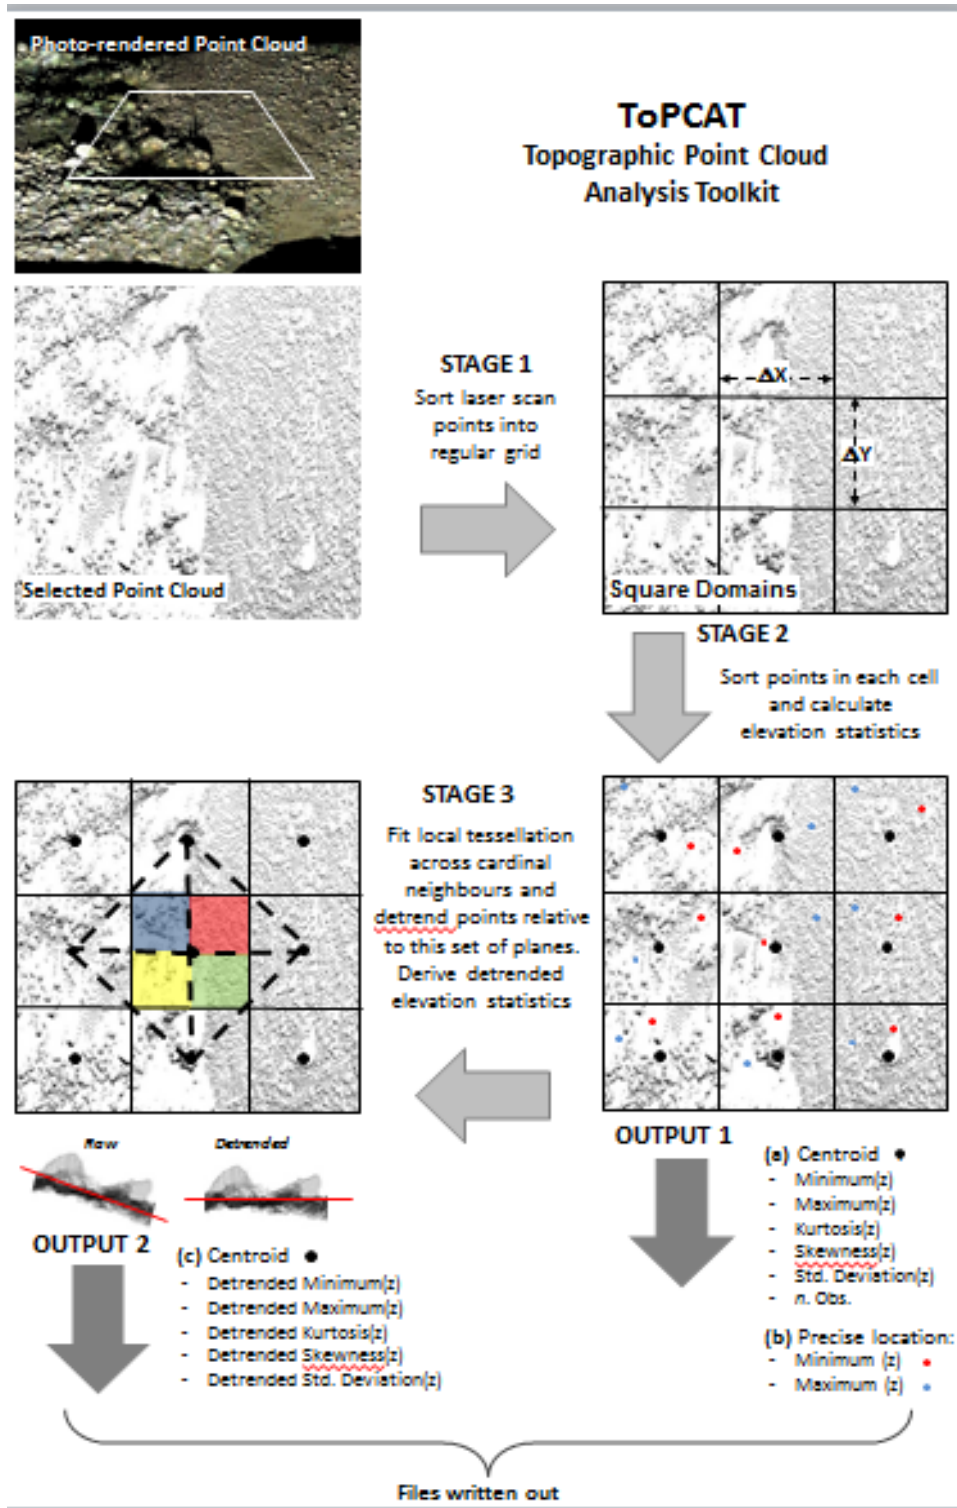 Photo-rendered Point Cloud
ToPCAT
Topographic Point Cloud
Analysis Toolkit
STAGE 1
Sort laser scan
points into
regular grid
Selected Point Cloud
ΔX
ΔY
Square Domains
STAGE 2
Sort points in each cell
and calculate
elevation statistics
STAGE 3
Fit local tessellation
across cardinal
neighbours and
detrend points relative
to this set of planes.
Derive detrended
elevation statistics
Raw
Detrended
OUTPUT 1
(a) Centroid
- Minimum(z)
- Maximum(z)
- Kurtosis(z)
- Skewness(z)
- Std. Deviation(z)
- n. Obs.
(b) Precise location:
- Minimum (z)
- Maximum (z)
OUTPUT 2
(c) Centroid
- Detrended Minimum(z)
- Detrended Maximum(z)
- Detrended Kurtosis(z)
- Detrended Skewness(z)
- Detrended Std. Deviation(z)
Files written out